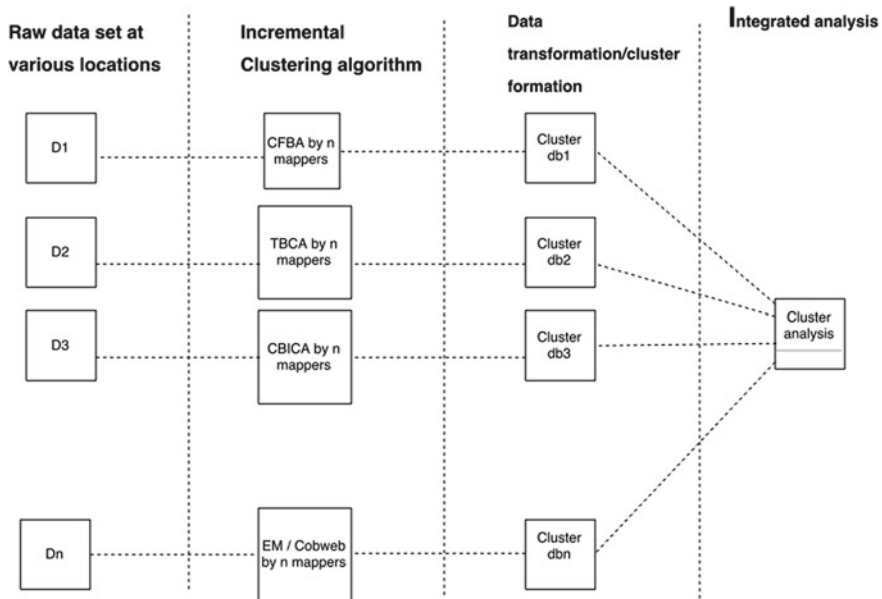 Raw data set at
various locations
Incremental
Clustering algorithm
Data
transformation/cluster
formation
Integrated analysis
D1
CFBA by n
mappers
Cluster
db1
D2
TBCA by n
mappers
Cluster
db2
D3
CBICA by n
mappers
Cluster
db3
Cluster
analysis
Dn
EM / Cobweb
by n mappers
Cluster
dbn